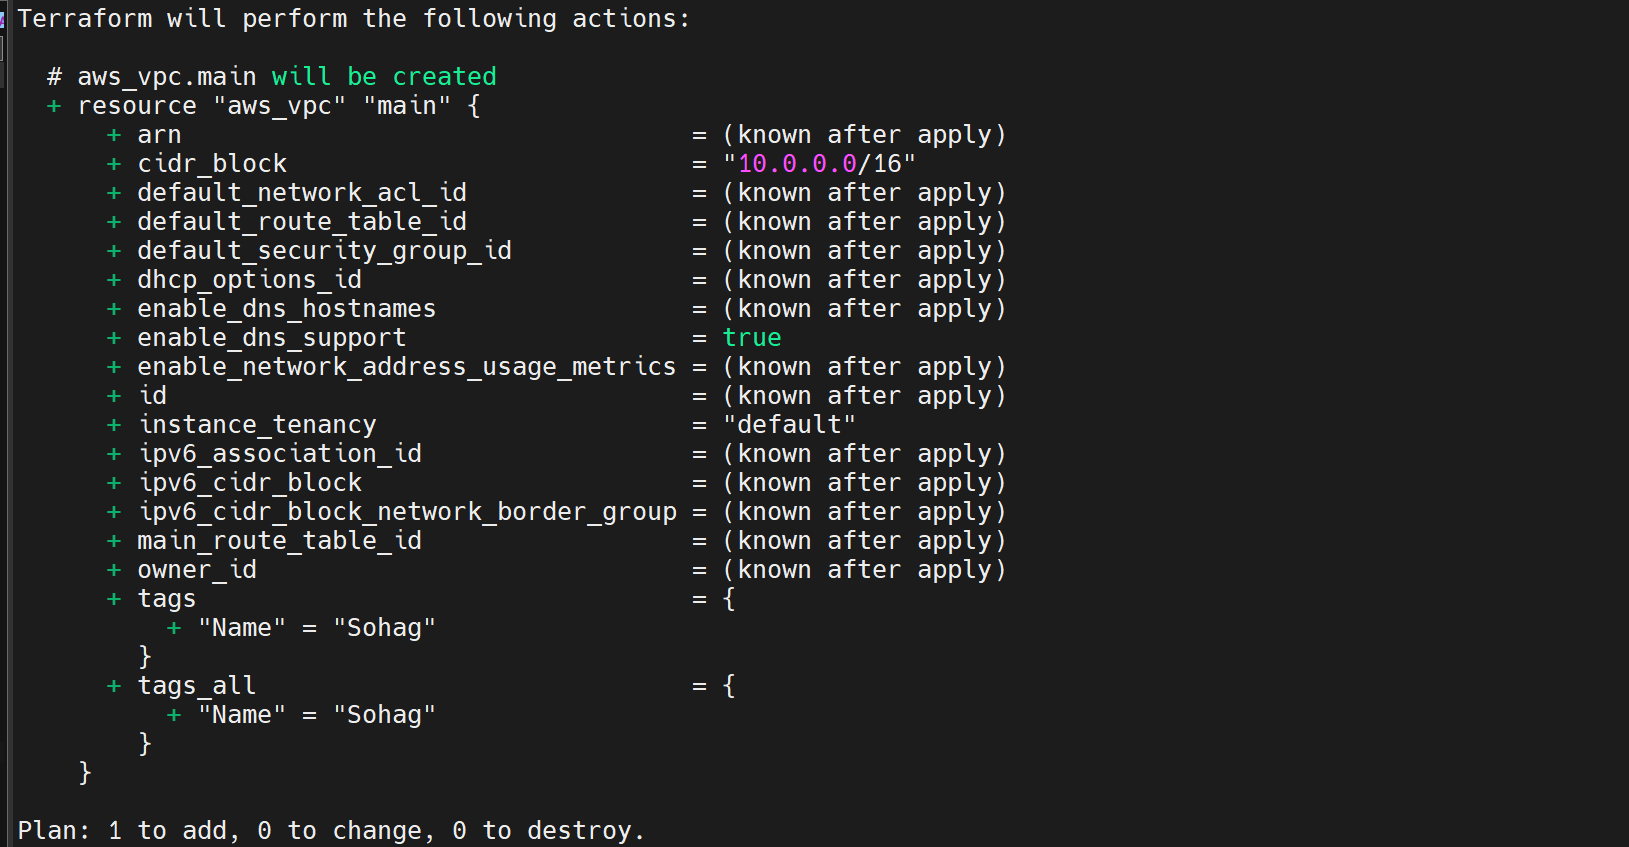 Terraform will perform the following actions:

  # aws_vpc.main will be created
  + resource "aws_vpc" "main" {
      + arn                                  = (known after apply)
      + cidr_block                           = "10.0.0.0/16"
      + default_network_acl_id               = (known after apply)
      + default_route_table_id               = (known after apply)
      + default_security_group_id            = (known after apply)
      + dhcp_options_id                      = (known after apply)
      + enable_dns_hostnames                 = (known after apply)
      + enable_dns_support                   = true
      + enable_network_address_usage_metrics = (known after apply)
      + id                                   = (known after apply)
      + instance_tenancy                     = "default"
      + ipv6_association_id                  = (known after apply)
      + ipv6_cidr_block                      = (known after apply)
      + ipv6_cidr_block_network_border_group = (known after apply)
      + main_route_table_id                  = (known after apply)
      + owner_id                             = (known after apply)
      + tags                                 = {
          + "Name" = "Sohag"
        }
      + tags_all                             = {
          + "Name" = "Sohag"
        }
    }

Plan: 1 to add, 0 to change, 0 to destroy.